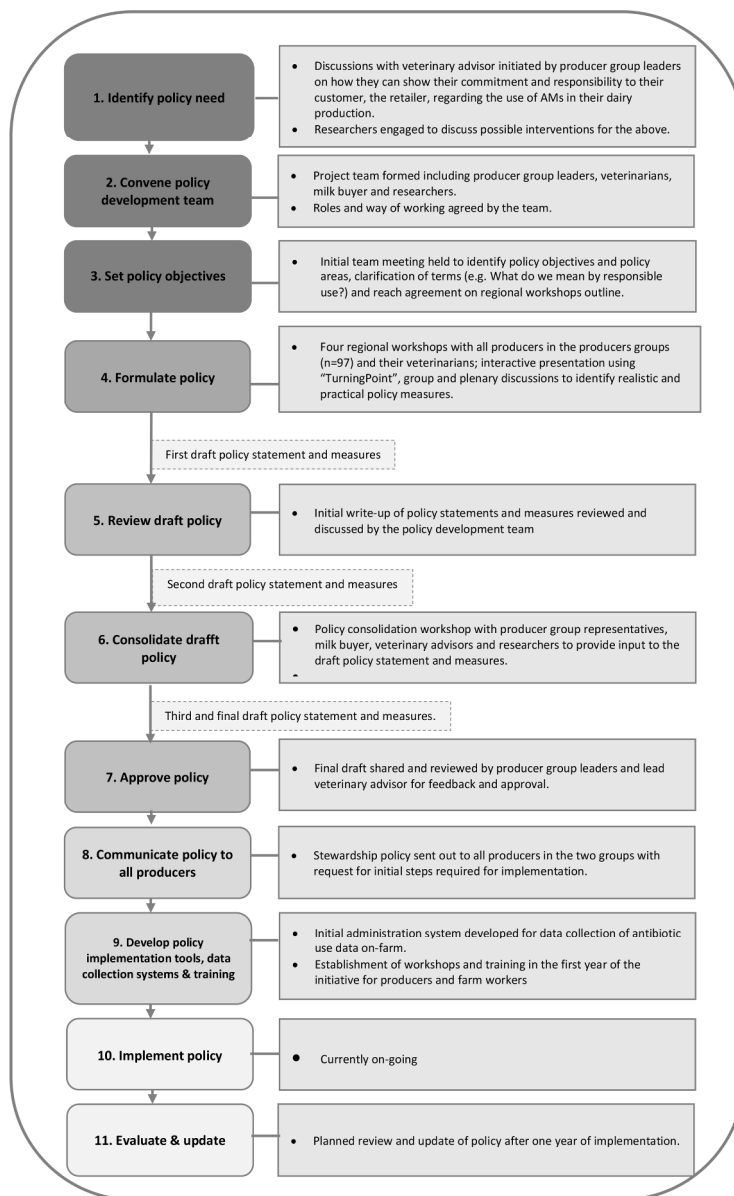 1. Identify policy need
• Discussions with veterinary advisor initiated by producer group leaders
on how they can show their commitment and responsibility to their
customer, the retailer, regarding the use of AMs in their dairy
production.
• Researchers engaged to discuss possible interventions for the above.
2. Convene policy
development team
• Project team formed including producer group leaders, veterinarians,
milk buyer and researchers.
• Roles and way of working agreed by the team.
3. Set policy objectives
• Initial team meeting held to identify policy objectives and policy
areas, clarification of terms (e.g. What do we mean by responsible
use?) and reach agreement on regional workshops outline.
4. Formulate policy
• Four regional workshops with all producers in the producers groups
(n=97) and their veterinarians; interactive presentation using
“TurningPoint”, group and plenary discussions to identify realistic and
practical policy measures.
First draft policy statement and measures
5. Review draft policy
• Initial write-up of policy statements and measures reviewed and
discussed by the policy development team
Second draft policy statement and measures
6. Consolidate drafft
policy
• Policy consolidation workshop with producer group representatives,
milk buyer, veterinary advisors and researchers to provide input to the
draft policy statement and measures.
Third and final draft policy statement and measures.
7. Approve policy
• Final draft shared and reviewed by producer group leaders and lead
veterinary advisor for feedback and approval.
8. Communicate policy to
all producers
• Stewardship policy sent out to all producers in the two groups with
request for initial steps required for implementation.
9. Develop policy
implementation tools, data
collection systems & training
• Initial administration system developed for data collection of antibiotic
use data on-farm.
• Establishment of workshops and training in the first year of the
initiative for producers and farm workers
10. Implement policy
• Currently on-going
11. Evaluate & update
• Planned review and update of policy after one year of implementation.